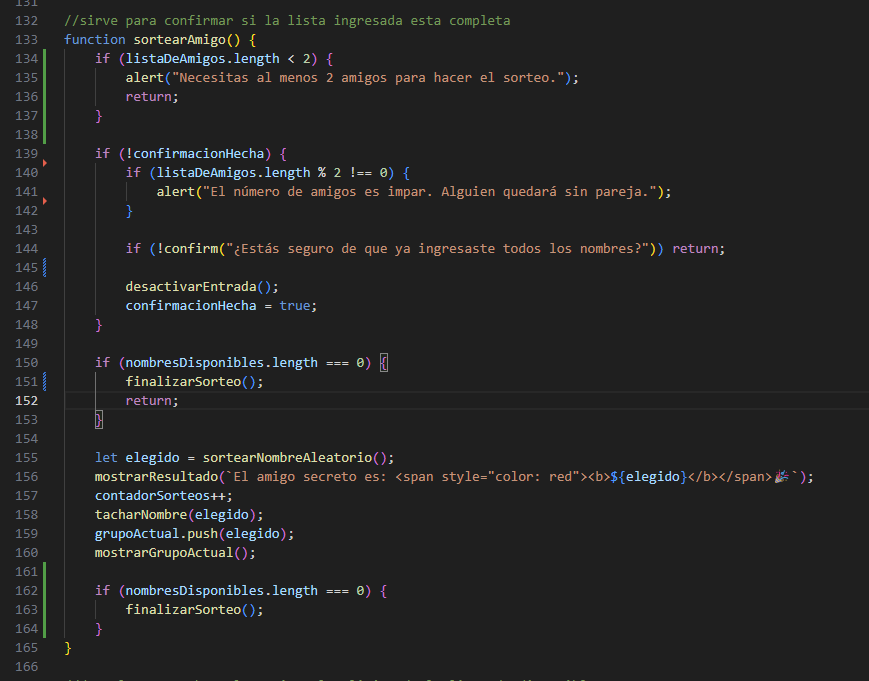 131
132 //sirve para confirmar si la lista ingresada esta completa
133 function sortearAmigo() {
134     if (listaDeAmigos.length < 2) {
135         alert("Necesitas al menos 2 amigos para hacer el sorteo.");
136         return;
137     }
138
139     if (!confirmacionHecha) {
140         if (listaDeAmigos.length % 2 !== 0) {
141             alert("El número de amigos es impar. Alguien quedará sin pareja.");
142         }
143
144         if (!confirm("¿Estás seguro de que ya ingresaste todos los nombres?")) return;
145
146         desactivarEntrada();
147         confirmacionHecha = true;
148     }
149
150     if (nombresDisponibles.length === 0) {
151         finalizarSorteo();
152         return;
153     }
154
155     let elegido = sortearNombreAleatorio();
156     mostrarResultado(`El amigo secreto es: <span style="color: red"><b>${elegido}</b></span>🎉`);
157     contadorSorteos++;
158     tacharNombre(elegido);
159     grupoActual.push(elegido);
160     mostrarGrupoActual();
161
162     if (nombresDisponibles.length === 0) {
163         finalizarSorteo();
164     }
165 }
166